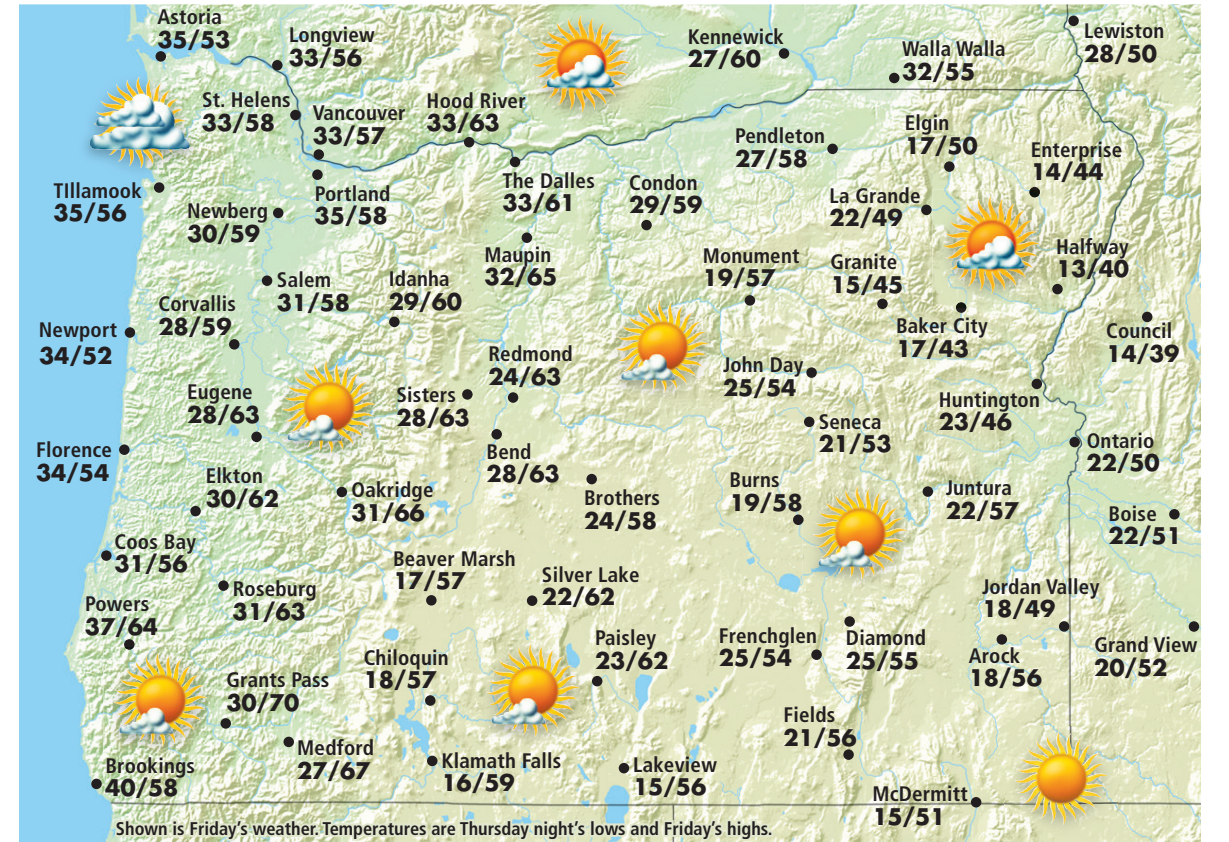 Astoria
35/53
Longview
33/56
Kennewick
27/60
Walla Walla
32/55
Lewiston
28/50
St. Helens
33/58
Vancouver
33/57
Hood River
33/63
Pendleton
27/58
Elgin
17/50
Enterprise
14/44
TIllamook
35/56
Newberg
30/59
Portland
35/58
The Dalles
33/61
Condon
29/59
La Grande
22/49
Maupin
32/65
Monument
19/57
Granite
15/45
Halfway
13/40
Salem
31/58
Idanha
29/60
Corvallis
28/59
Newport
34/52
Baker City
17/43
Council
14/39
Redmond
24/63
John Day
25/54
Eugene
28/63
Sisters
28/63
Huntington
23/46
Seneca
21/53
Florence
34/54
Bend
28/63
Ontario
22/50
Elkton
30/62
Oakridge
31/66
Brothers
24/58
Burns
19/58
Juntura
22/57
Boise
22/51
Coos Bay
31/56
Beaver Marsh
17/57
Silver Lake
22/62
Roseburg
31/63
Jordan Valley
18/49
Powers
37/64
Paisley
23/62
Frenchglen
25/54
Diamond
25/55
Arock
18/56
Grand View
20/52
Chiloquin
18/57
Grants Pass
30/70
Fields
21/56
Medford
27/67
Klamath Falls
16/59
Lakeview
15/56
Brookings
40/58
McDermitt
15/51
Shown is Friday's weather. Temperatures are Thursday night's lows and Friday's highs.